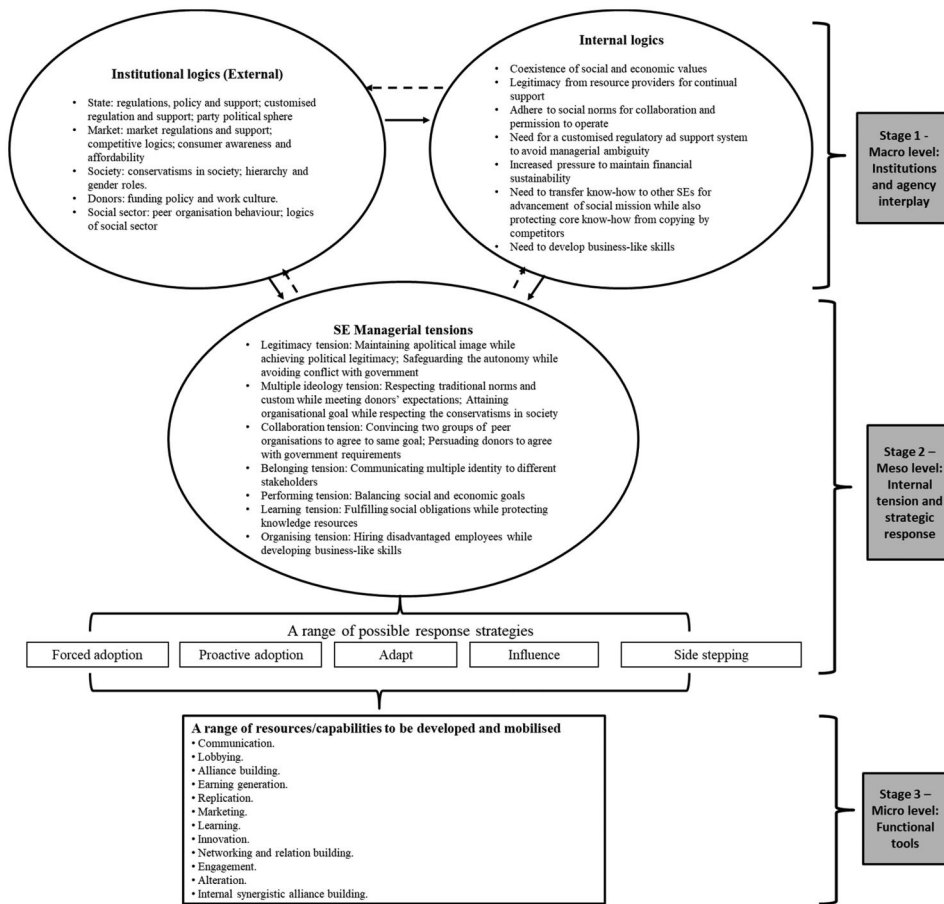 Institutional logics (External)
• State: regulations, policy and support; customised
regulation and support; party political sphere
• Market: market regulations and support;
competitive logics; consumer awareness and
affordability
• Society: conservatisms in society; hierarchy and
gender roles.
• Donors: funding policy and work culture.
• Social sector: peer organisation behaviour; logics
of social sector
Internal logics
• Coexistence of social and economic values
• Legitimacy from resource providers for continual
support
• Adhere to social norms for collaboration and
permission to operate
• Need for a customised regulatory ad support system
to avoid managerial ambiguity
• Increased pressure to maintain financial
sustainability
• Need to transfer know-how to other SEs for
advancement of social mission while also
protecting core know-how from copying by
competitors
• Need to develop business-like skills
Stage 1 -
Macro level:
Institutions
and agency
interplay
SE Managerial tensions
• Legitimacy tension: Maintaining apolitical image while
achieving political legitimacy; Safeguarding the autonomy while
avoiding conflict with government
• Multiple ideology tension: Respecting traditional norms and
custom while meeting donors' expectations; Attaining
organisational goal while respecting the conservatisms in society
• Collaboration tension: Convincing two groups of peer
organisations to agree to same goal; Persuading donors to agree
with government requirements
• Belonging tension: Communicating multiple identity to different
stakeholders
• Performing tension: Balancing social and economic goals
• Learning tension: Fulfilling social obligations while protecting
knowledge resources
• Organising tension: Hiring disadvantaged employees while
developing business-like skills
Stage 2 –
Meso level:
Internal
tension and
strategic
response
A range of possible response strategies
Forced adoption
Proactive adoption
Adapt
Influence
Side stepping
A range of resources/capabilities to be developed and mobilised
• Communication.
• Lobbying.
• Alliance building.
• Earning generation.
• Replication.
• Marketing.
• Learning.
• Innovation.
• Networking and relation building.
• Engagement.
• Alteration.
• Internal synergistic alliance building.
Stage 3 –
Micro level:
Functional
tools